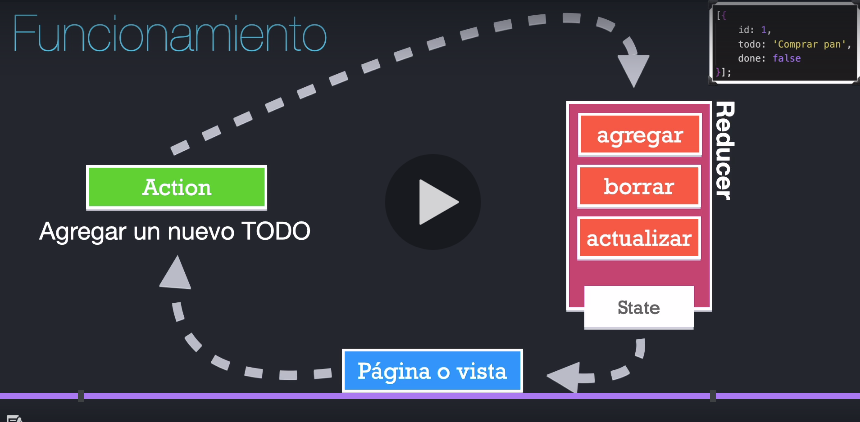 Funcionamiento
[{
id: 1,
todo: 'Comprar pan',
done: false
}];
Reducer
agregar
borrar
actualizar
State
Action
Agregar un nuevo TODO
Página o vista